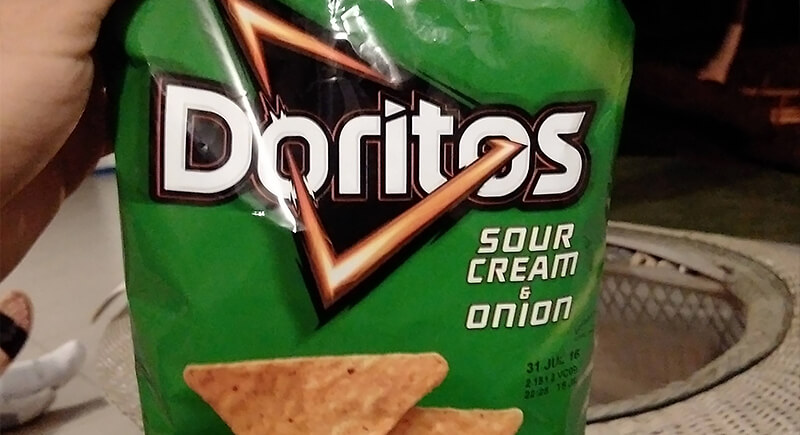 Doritos
SOUR
CREAM
&
onion
31 JUL 16